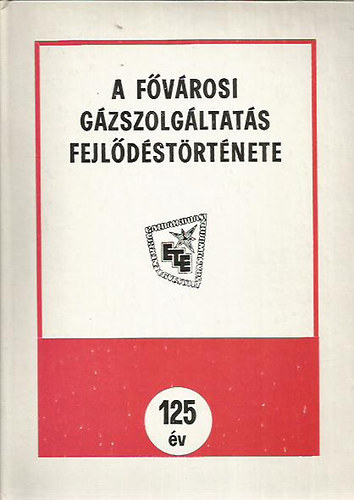 A FŐVÁROSI
GÁZSZOLGÁLTATÁS
FEJLŐDÉSTÖRTÉNETE
ETE
125
év